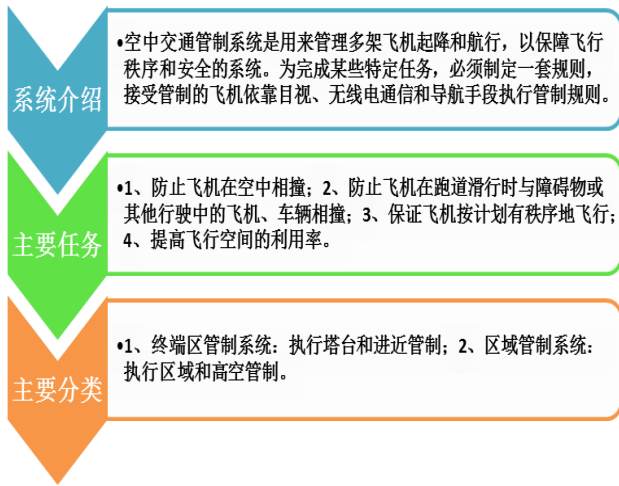 系统介绍
•空中交通管制系统是用来管理多架飞机起降和航行，以保障飞行
秩序和安全的系统。为完成某些特定任务，必须制定一套规则，
接受管制的飞机依靠目视、无线电通信和导航手段执行管制规则。
主要任务
•1、防止飞机在空中相撞；2、防止飞机在跑道滑行时与障碍物或
其他行驶中的飞机、车辆相撞；3、保证飞机按计划有秩序地飞行；
4、提高飞行空间的利用率。
主要分类
•1、终端区管制系统：执行塔台和进近管制；2、区域管制系统：
执行区域和高空管制。